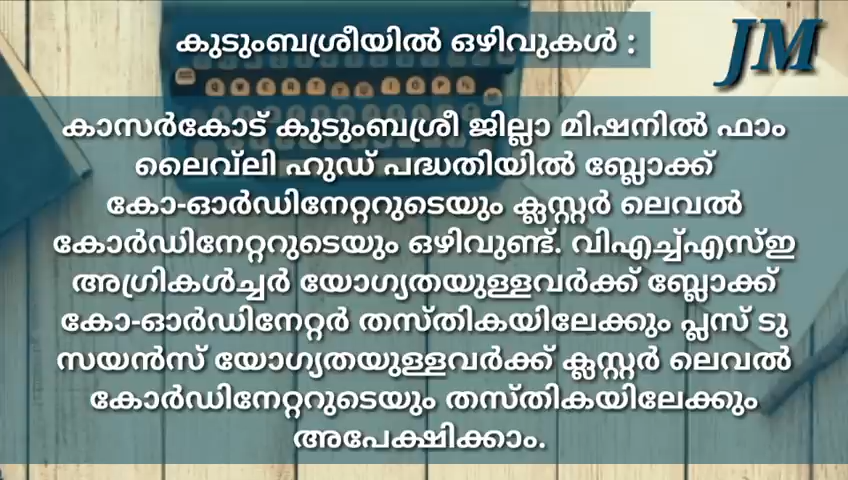 കുടുംബശ്രീയിൽ ഒഴിവുകൾ :
JM
കാസർകോട് കുടുംബശ്രീ ജില്ലാ മിഷനിൽ ഫാം
ലൈവ്‌ലി ഹുഡ് പദ്ധതിയിൽ ബ്ലോക്ക്
കോ-ഓർഡിനേറ്ററുടെയും ക്ലസ്റ്റർ ലെവൽ
കോർഡിനേറ്ററുടെയും ഒഴിവുണ്ട്. വിഎച്ച്എസ്ഇ
അഗ്രികൾച്ചർ യോഗ്യതയുള്ളവർക്ക് ബ്ലോക്ക്
കോ-ഓർഡിനേറ്റർ തസ്തികയിലേക്കും പ്ലസ് ടു
സയൻസ് യോഗ്യതയുള്ളവർക്ക് ക്ലസ്റ്റർ ലെവൽ
കോർഡിനേറ്ററുടെയും തസ്തികയിലേക്കും
അപേക്ഷിക്കാം.